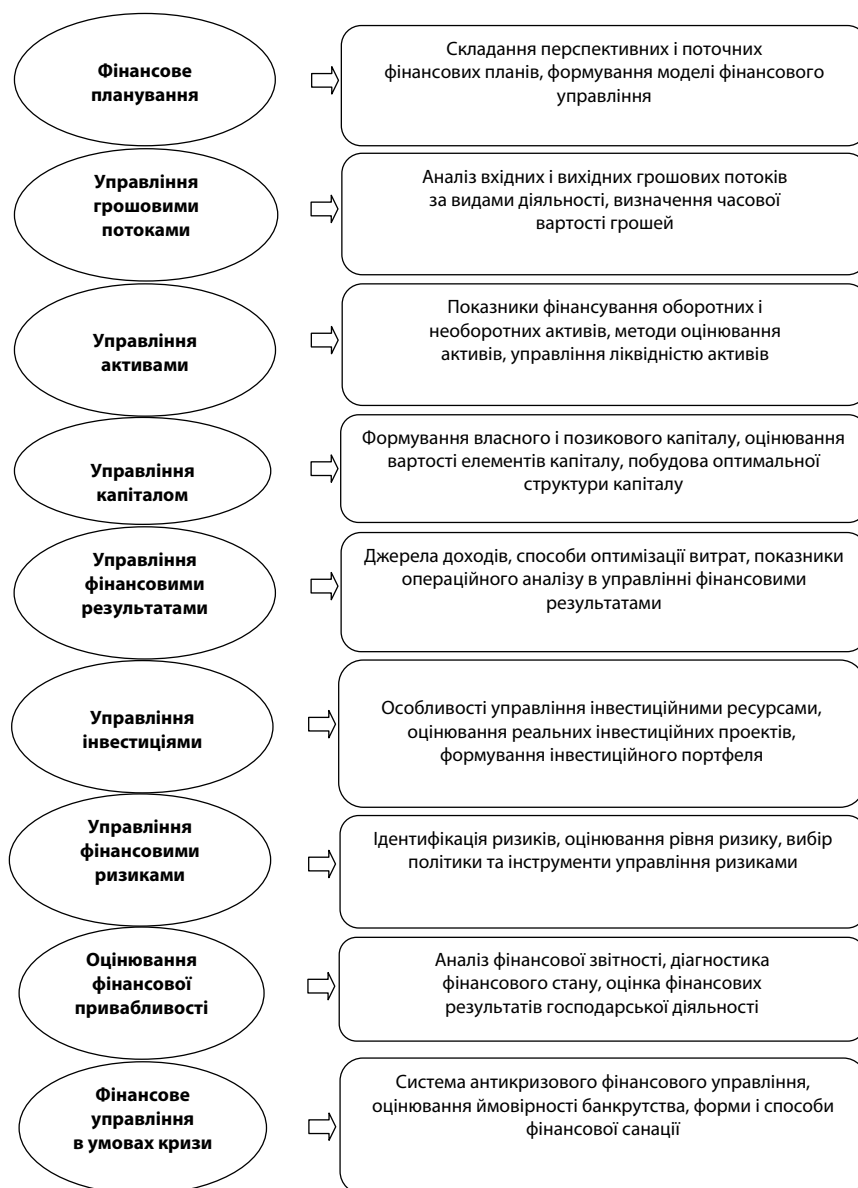 Фінансове
планування
Складання перспективних і поточних
фінансових планів, формування моделі фінансового
управління
Управління
грошовими
потоками
Аналіз вхідних і вихідних грошових потоків
за видами діяльності, визначення часової
вартості грошей
Управління
активами
Показники фінансування оборотних і
необоротних активів, методи оцінювання
активів, управління ліквідністю активів
Управління
капіталом
Формування власного і позикового капіталу, оцінювання
вартості елементів капіталу, побудова оптимальної
структури капіталу
Управління
фінансовими
результатами
Джерела доходів, способи оптимізації витрат, показники
операційного аналізу в управлінні фінансовими
результатами
Управління
інвестиціями
Особливості управління інвестиційними ресурсами,
оцінювання реальних інвестиційних проектів,
формування інвестиційного портфеля
Управління
фінансовими
ризиками
Ідентифікація ризиків, оцінювання рівня ризику, вибір
політики та інструменти управління ризиками
Оцінювання
фінансової
привабливості
Аналіз фінансової звітності, діагностика
фінансового стану, оцінка фінансових
результатів господарської діяльності
Фінансове
управління
в умовах кризи
Система антикризового фінансового управління,
оцінювання ймовірності банкрутства, форми і способи
фінансової санації